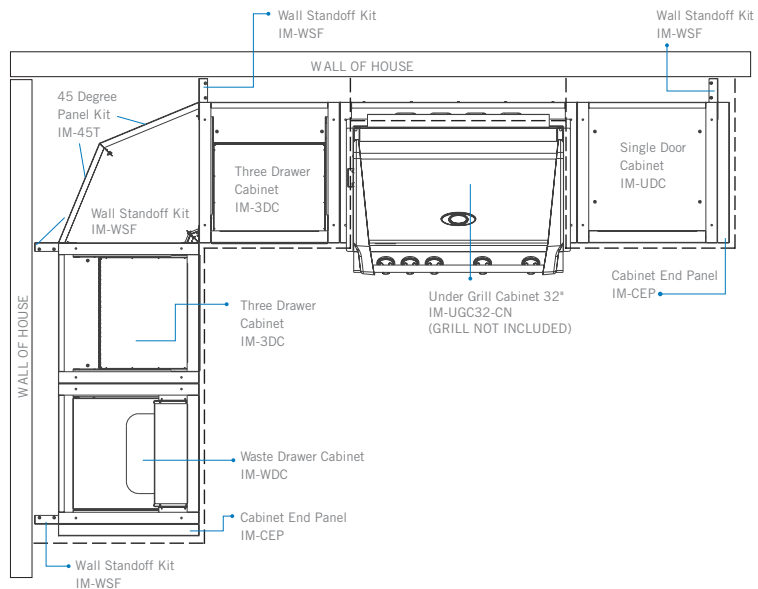 Wall Standoff Kit
IM-WSF
Wall Standoff Kit
IM-WSF
WALL OF HOUSE
45 Degree
Panel Kit
IM-45T
Three Drawer
Cabinet
IM-3DC
Single Door
Cabinet
IM-UDC
Wall Standoff Kit
IM-WSF
Cabinet End Panel
IM-CEP
Under Grill Cabinet 32"
IM-UGC32-CN
(GRILL NOT INCLUDED)
Three Drawer
Cabinet
IM-3DC
WALL OF HOUSE
Waste Drawer Cabinet
IM-WDC
Cabinet End Panel
IM-CEP
Wall Standoff Kit
IM-WSF